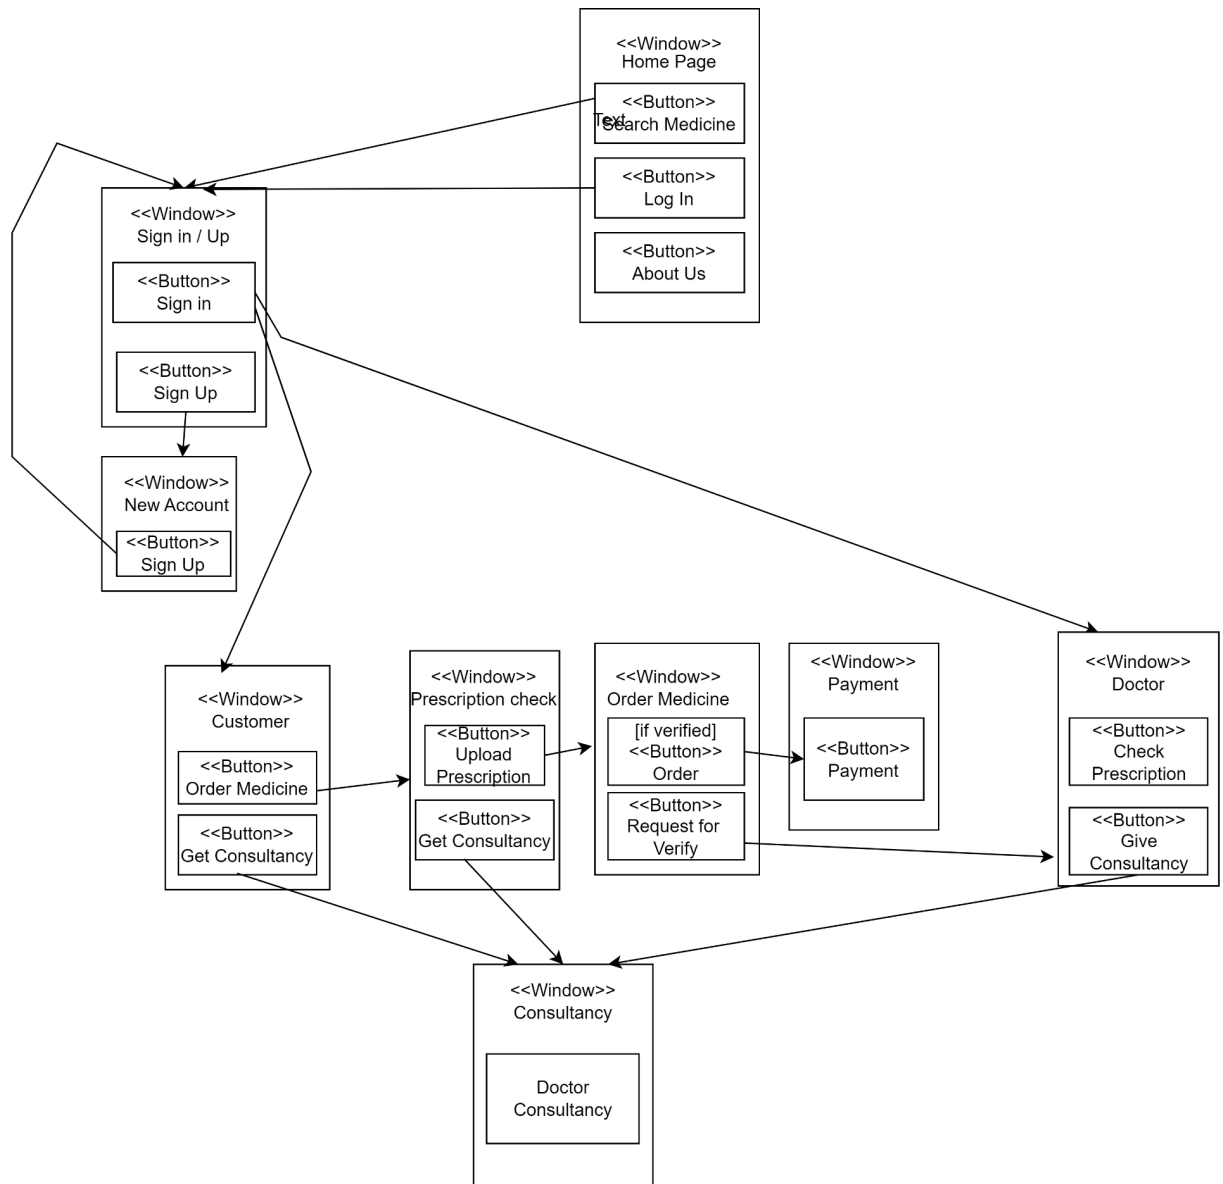 <<Window>>
Home Page
<<Button>>
Text
Search Medicine
<<Button>>
Log In
<<Button>>
About Us
<<Window>>
Sign in / Up
<<Button>>
Sign in
<<Button>>
Sign Up
<<Window>>
New Account
<<Button>>
Sign Up
<<Window>>
Customer
<<Button>>
Order Medicine
<<Button>>
Get Consultancy
<<Window>>
Prescription check
<<Button>>
Upload
Prescription
<<Button>>
Get Consultancy
<<Window>>
Order Medicine
[if verified]
<<Button>>
Order
<<Button>>
Request for
Verify
<<Window>>
Payment
<<Button>>
Payment
<<Window>>
Doctor
<<Button>>
Check
Prescription
<<Button>>
Give
Consultancy
<<Window>>
Consultancy
Doctor
Consultancy